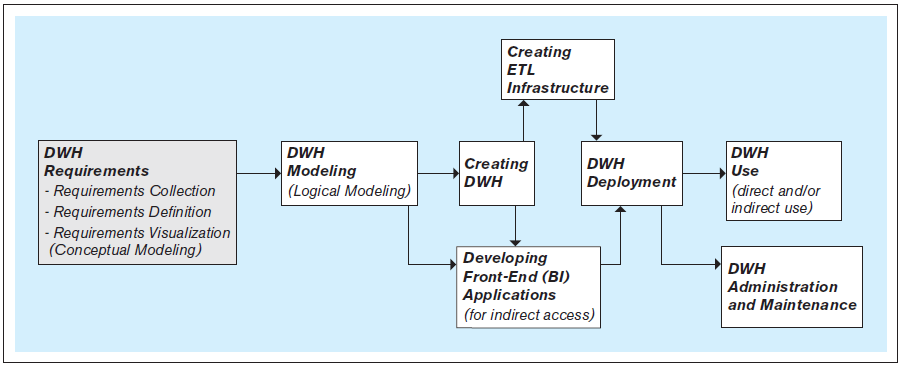 DWH
Requirements
- Requirements Collection
- Requirements Definition
- Requirements Visualization
(Conceptual Modeling)
DWH
Modeling
(Logical Modeling)
Creating
DWH
Creating
ETL
Infrastructure
Developing
Front-End (BI)
Applications
(for indirect access)
DWH
Deployment
DWH
Use
(direct and/or
indirect use)
DWH
Administration
and Maintenance